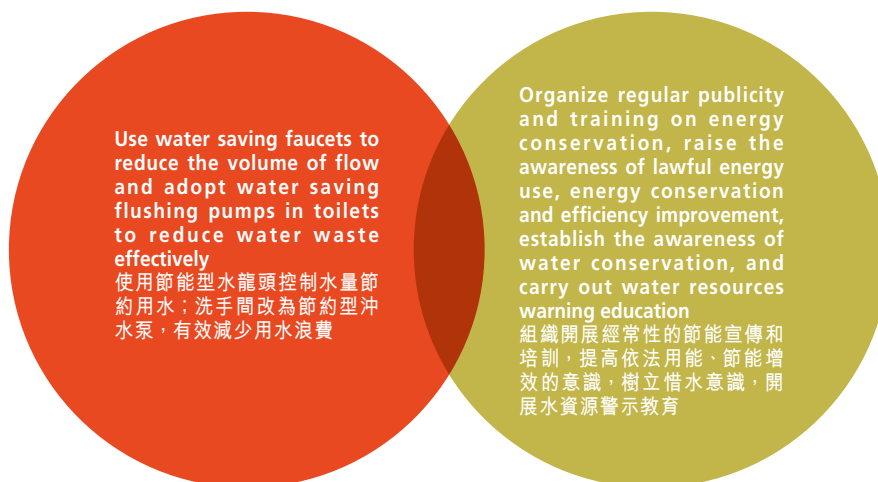 Use water saving faucets to
reduce the volume of flow
and adopt water saving
flushing pumps in toilets
to reduce water waste
effectively
使用節能型水龍頭控制水量節
約用水；洗手間改為節約型沖
水泵，有效減少用水浪費
Organize regular publicity
and training on energy
conservation, raise the
awareness of lawful energy
use, energy conservation
and efficiency improvement,
establish the awareness of
water conservation, and
carry out water resources
warning education
組織開展經常性的節能宣傳和
培訓，提高依法用能、節能增
效的意識，樹立惜水意識，開
展水資源警示教育